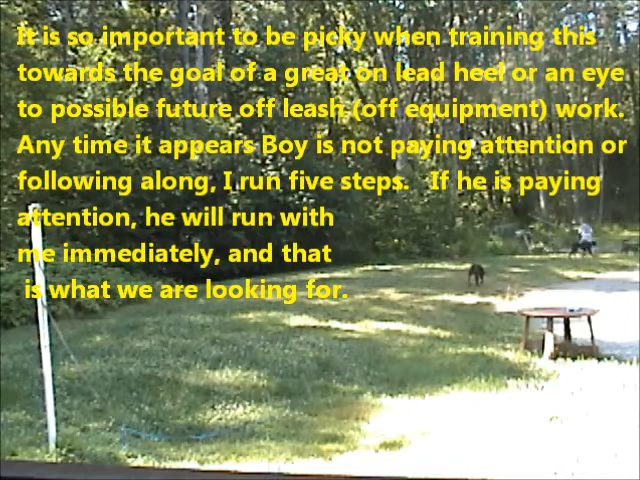 It is so important to be picky when training this
towards the goal of a great on lead heel or an eye
to possible future off leash (off equipment) work.
Any time it appears Boy is not paying attention or
following along, I run five steps. If he is paying
attention, he will run with
me immediately, and that
is what we are looking for.